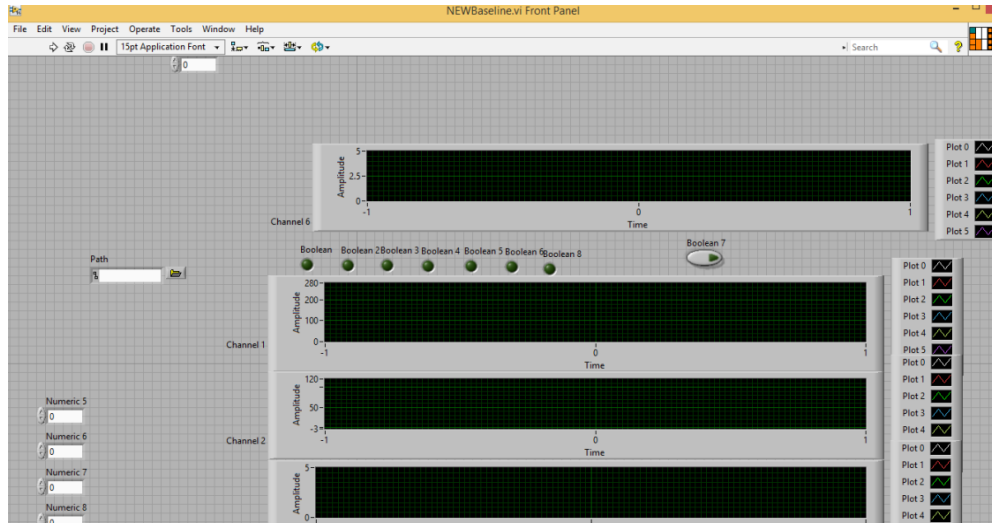 NEWBaseline.vi Front Panel
File Edit View Project Operate Tools Window Help
15pt Application Font Search
0
5-
2.5-
0-
Amplitude
-1 0 1
Time
Channel 6
Plot 0
Plot 1
Plot 2
Plot 3
Plot 4
Plot 5
Boolean Boolean 2 Boolean 3 Boolean 4 Boolean 5 Boolean 6 Boolean 8
Boolean 7
Path
280-
200-
100-
0-
Amplitude
-1 0 1
Time
Channel 1
Plot 0
Plot 1
Plot 2
Plot 3
Plot 4
Plot 5
120-
50-
-3-
Amplitude
-1 0 1
Time
Channel 2
Plot 0
Plot 1
Plot 2
Plot 3
Plot 4
Numeric 5
0
Numeric 6
0
Numeric 7
0
Numeric 8
0
5-
0-
Amplitude
Plot 0
Plot 1
Plot 2
Plot 3
Plot 4